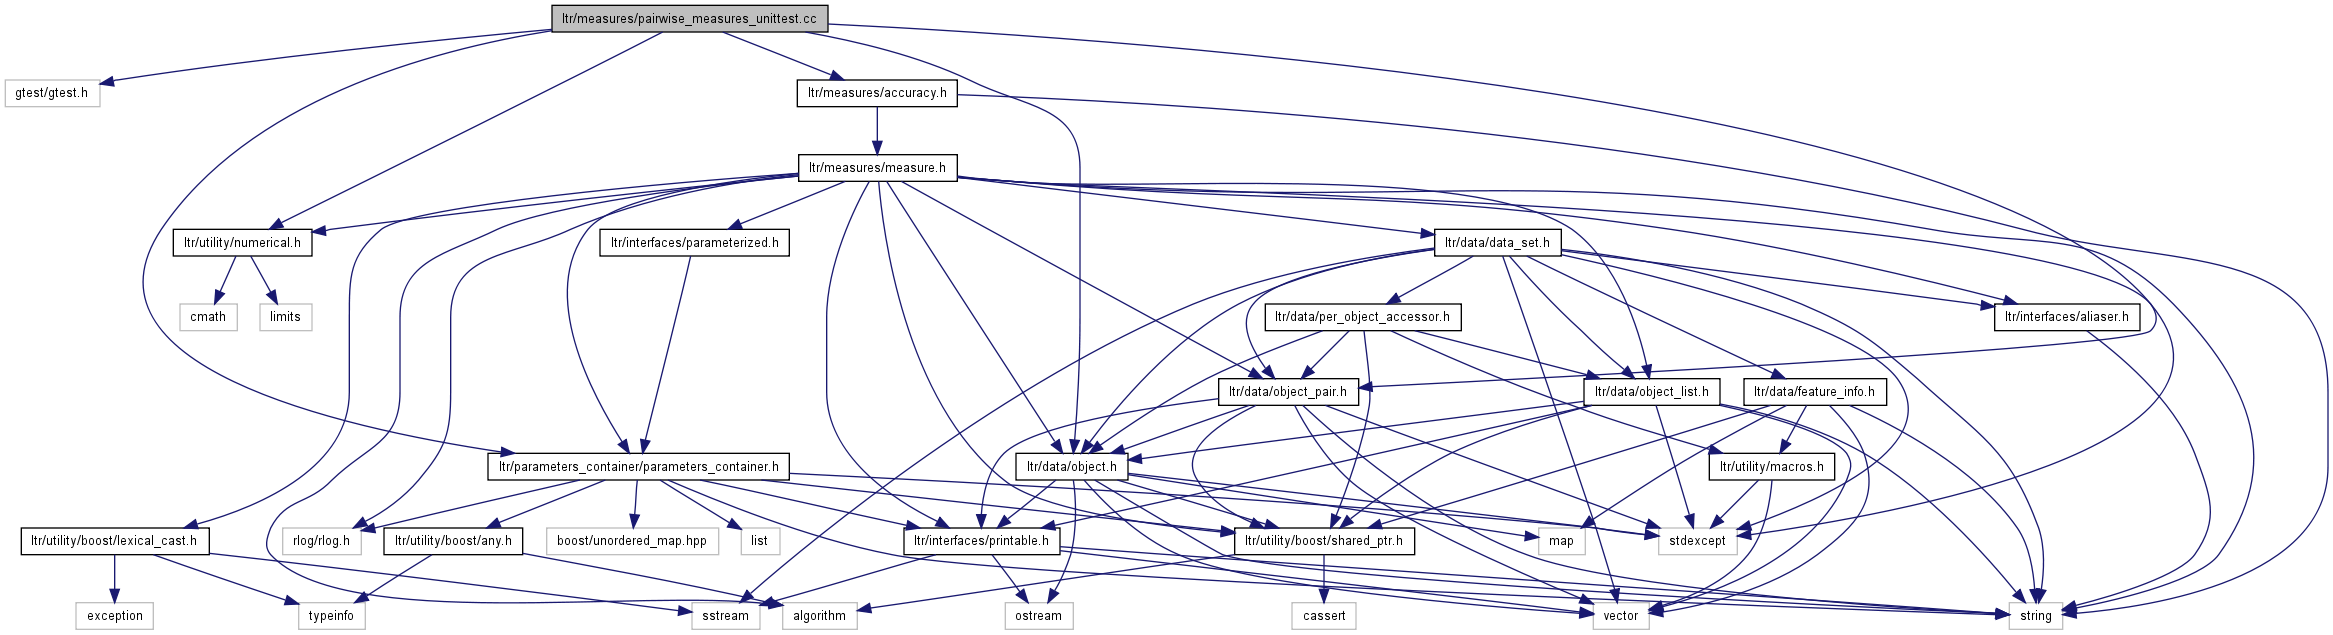 ltr/measures/pairwise_measures_unittest.cc
gtest/gtest.h
ltr/measures/accuracy.h
ltr/measures/measure.h
ltr/utility/numerical.h
ltr/interfaces/parameterized.h
ltr/data/data_set.h
cmath
limits
ltr/data/per_object_accessor.h
ltr/interfaces/aliaser.h
ltr/data/object_pair.h
ltr/data/object_list.h
ltr/data/feature_info.h
ltr/parameters_container/parameters_container.h
ltr/data/object.h
ltr/utility/macros.h
ltr/utility/boost/lexical_cast.h
rlog/rlog.h
ltr/utility/boost/any.h
boost/unordered_map.hpp
list
ltr/interfaces/printable.h
ltr/utility/boost/shared_ptr.h
map
stdexcept
exception
typeinfo
sstream
algorithm
ostream
cassert
vector
string